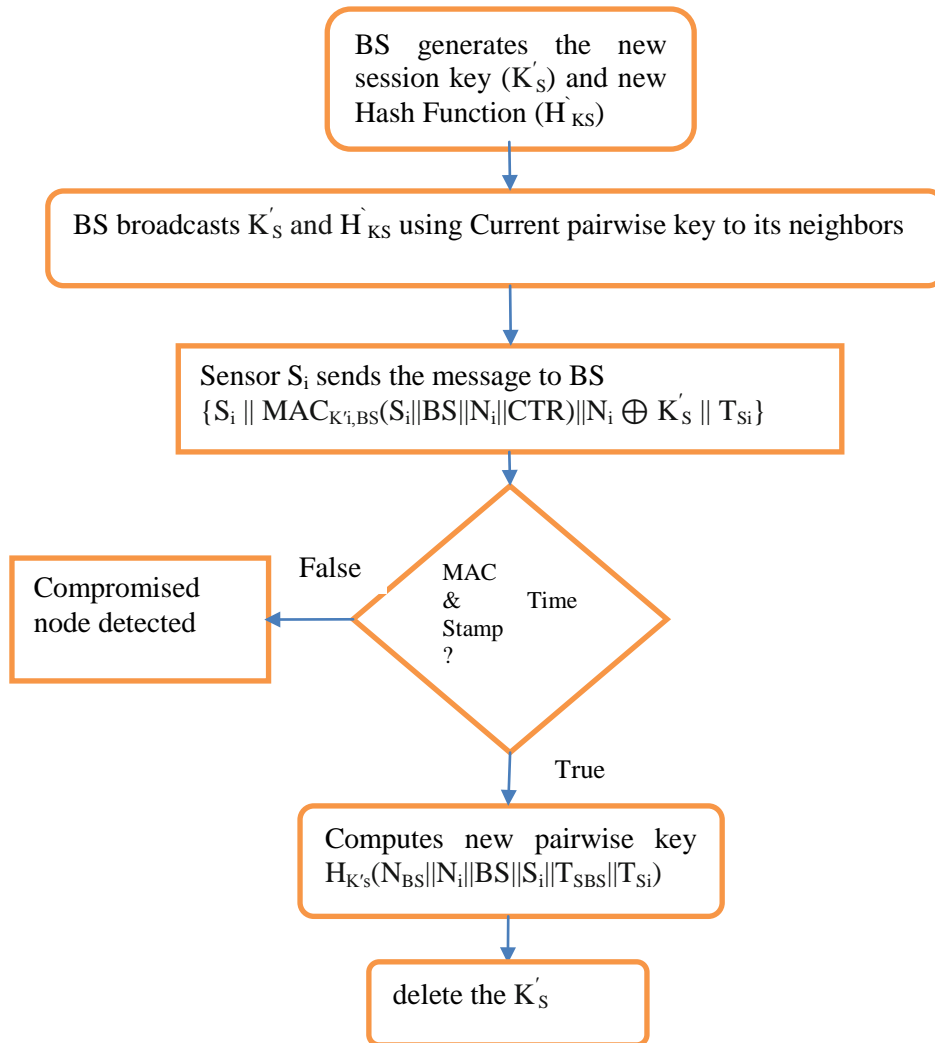 BS generates the new
session key (K'S) and new
Hash Function (H`KS)
BS broadcasts K'S and H`KS using Current pairwise key to its neighbors
Sensor Si sends the message to BS
{Si || MACK'i,BS(Si||BS||Ni||CTR)||Ni ⊕ K'S || TSi}
False
Compromised
node detected
MAC
& Time
Stamp
?
True
Computes new pairwise key
HK's(NBS||Ni||BS||Si||TSBS||TSi)
delete the K'S